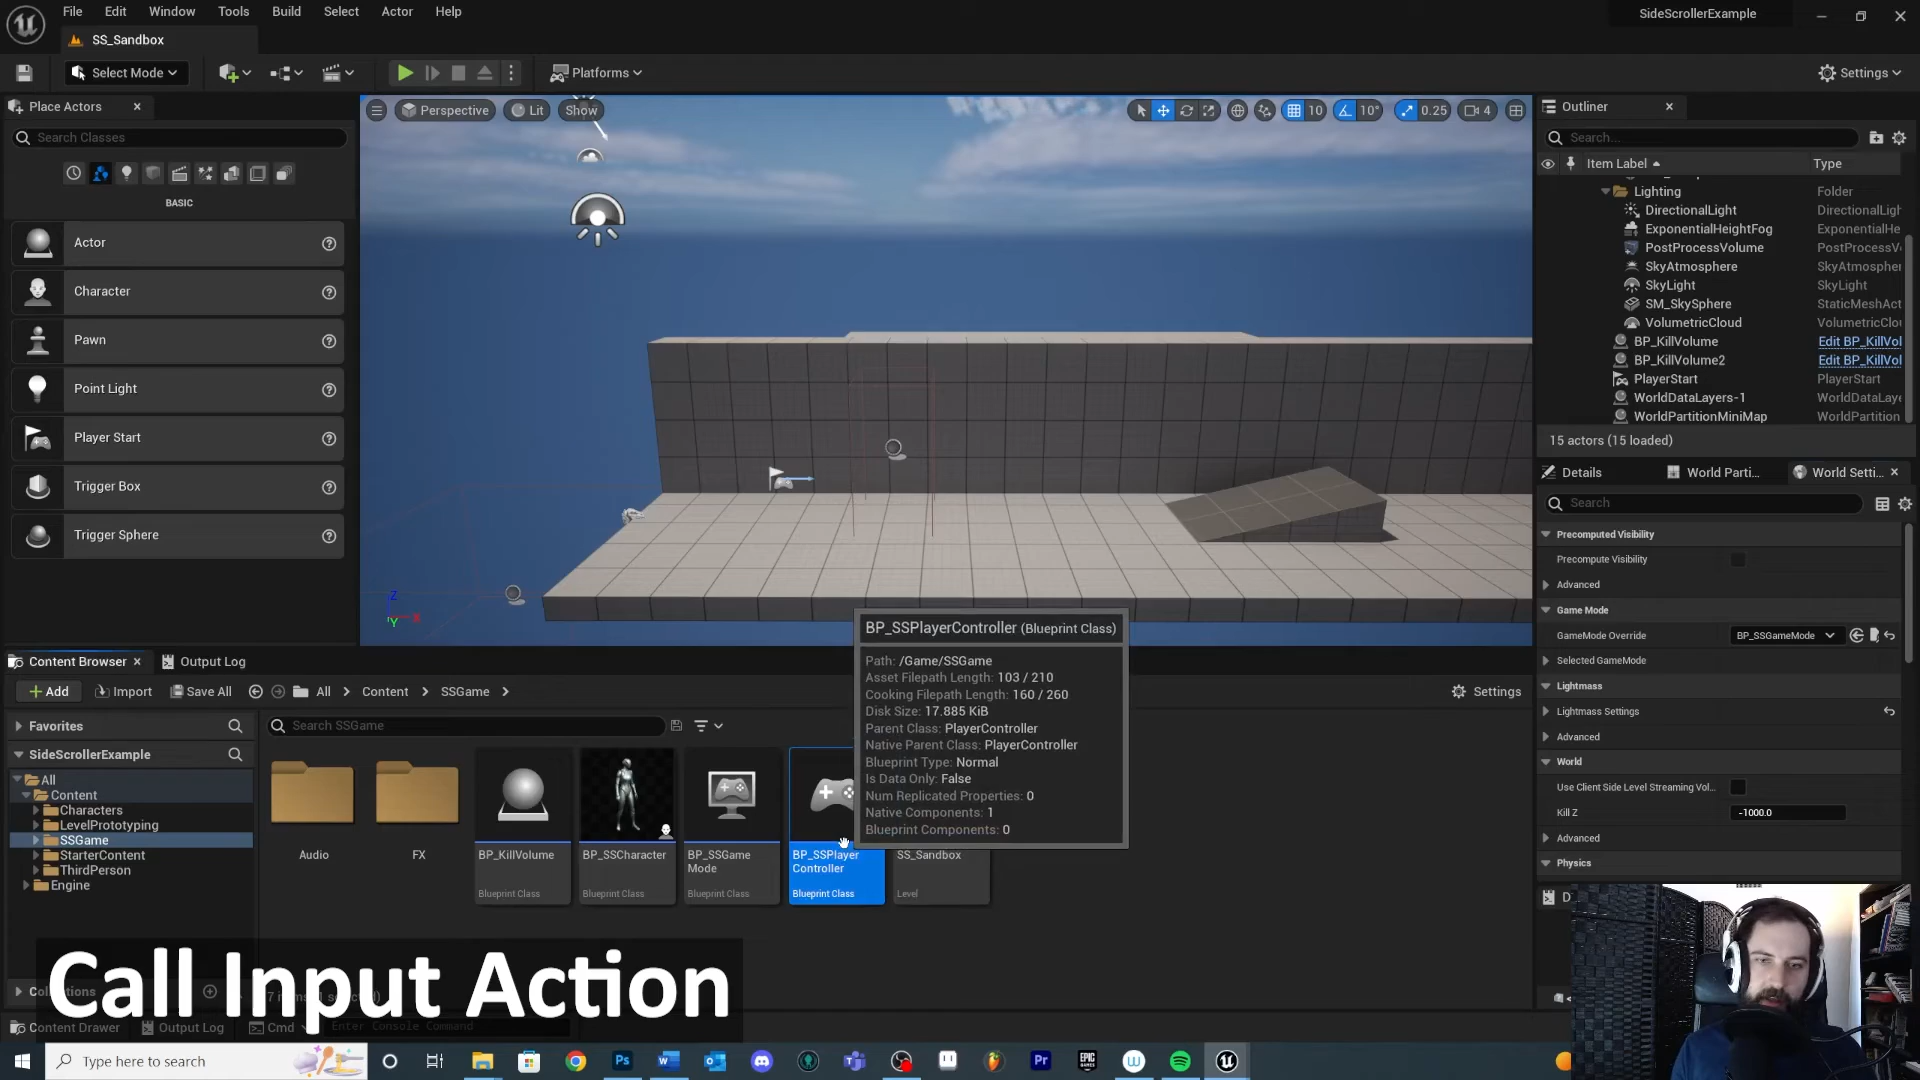 File Edit Window Tools Build Select Actor Help
SideScrollerExample
SS_Sandbox
Select Mode
Platforms
Settings
Place Actors
Search Classes
BASIC
Actor
Character
Pawn
Point Light
Player Start
Trigger Box
Trigger Sphere
Perspective Lit Show
10 10° 0.25 4
Outliner
Search...
Item Label Type
Lighting Folder
DirectionalLight DirectionalLigh
ExponentialHeightFog ExponentialHe
PostProcessVolume PostProcessV
SkyAtmosphere SkyAtmospher
SkyLight SkyLight
SM_SkySphere StaticMeshAct
VolumetricCloud VolumetricClo
BP_KillVolume Edit BP_KillVol
BP_KillVolume2 Edit BP_KillVol
PlayerStart PlayerStart
WorldDataLayers-1 WorldDataLaye
WorldPartitionMiniMap WorldPartition
15 actors (15 loaded)
Details World Parti... World Setti...
Search
Precomputed Visibility
Precompute Visibility
Advanced
Game Mode
GameMode Override BP_SSGameMode
Selected GameMode
Lightmass
Lightmass Settings
Advanced
World
Use Client Side Level Streaming Vol...
Kill Z -1000.0
Advanced
Physics
D
Content Browser Output Log
Add Import Save All All Content SSGame Settings
Favorites
Search SSGame
SideScrollerExample
All
Content
Characters
LevelPrototyping
SSGame
StarterContent
ThirdPerson
Engine
Audio
FX
BP_KillVolume
Blueprint Class
BP_SSCharacter
Blueprint Class
BP_SSGame
Mode
Blueprint Class
BP_SSPlayer
Controller
Blueprint Class
SS_Sandbox
Level
BP_SSPlayerController (Blueprint Class)
Path: /Game/SSGame
Asset Filepath Length: 103 / 210
Cooking Filepath Length: 160 / 260
Disk Size: 17.885 KiB
Parent Class: PlayerController
Native Parent Class: PlayerController
Blueprint Type: Normal
Is Data Only: False
Num Replicated Properties: 0
Native Components: 1
Blueprint Components: 0
Call Input Action
Content Drawer Output Log Cmd Enter Console Command
Type here to search